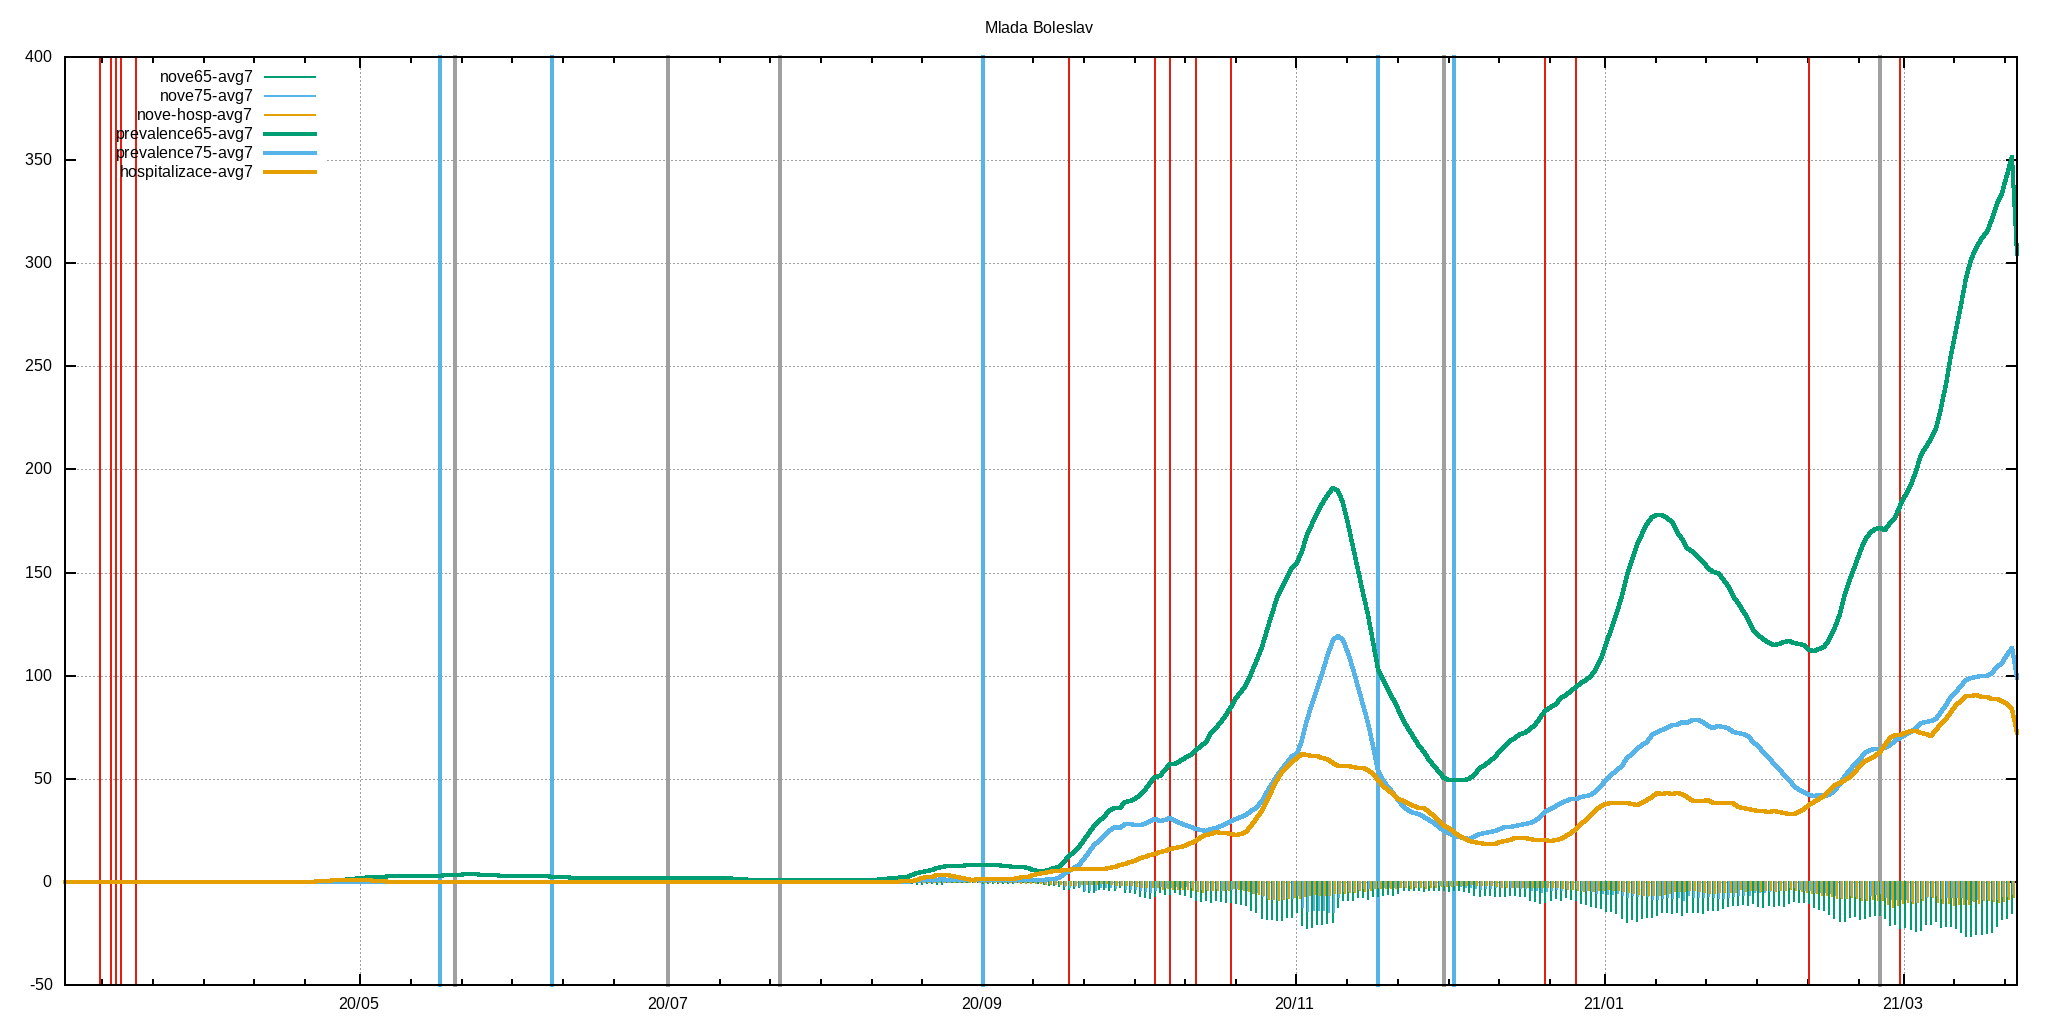 Mlada Boleslav
400
350
300
250
200
150
100
50
0
-50
nove65-avg7
nove75-avg7
nove-hosp-avg7
prevalence65-avg7
prevalence75-avg7
hospitalizace-avg7
20/05 20/07 20/09 20/11 21/01 21/03